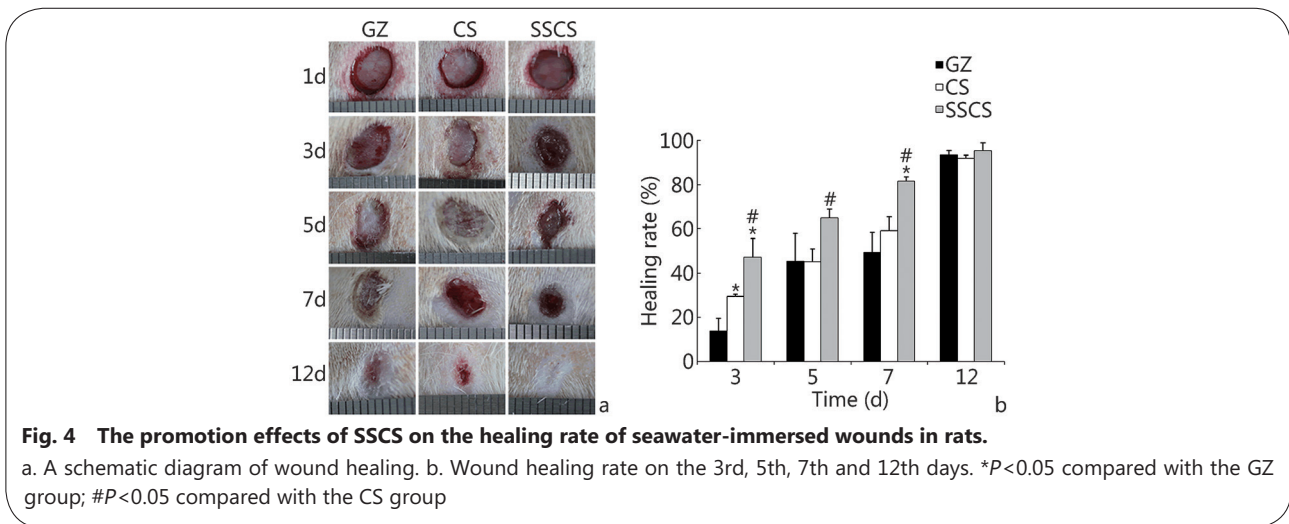 GZ CS SSCS
1d
3d
5d
7d
12d
a
GZ
CS
SSCS
Healing rate (%)
100
80
60
40
20
0
*
#
*
#
#
*
3 5 7 12
Time (d)
b
Fig. 4 The promotion effects of SSCS on the healing rate of seawater-immersed wounds in rats.
a. A schematic diagram of wound healing. b. Wound healing rate on the 3rd, 5th, 7th and 12th days. *P<0.05 compared with the GZ
group; #P<0.05 compared with the CS group